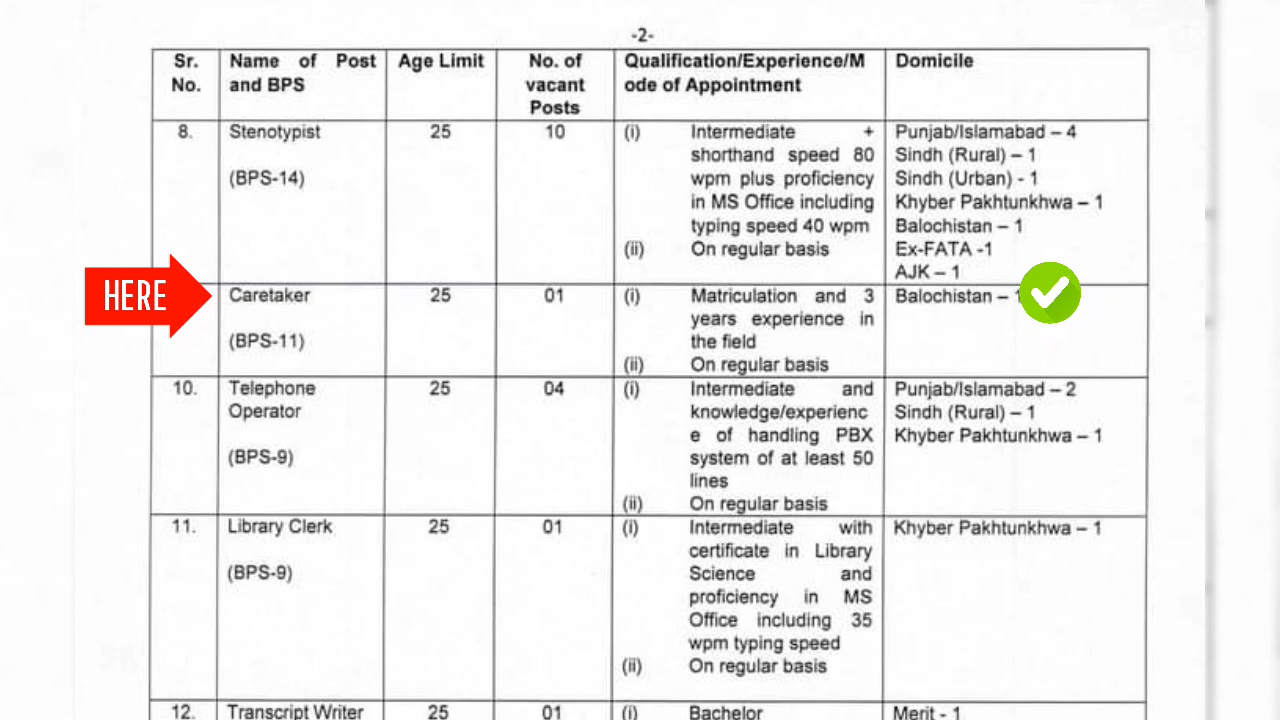 -2-
Sr. No.
Name of Post and BPS
Age Limit
No. of vacant Posts
Qualification/Experience/M
ode of Appointment
Domicile
8.
Stenotypist
(BPS-14)
25
10
(i) Intermediate +
shorthand speed 80
wpm plus proficiency
in MS Office including
typing speed 40 wpm
(ii) On regular basis
Punjab/Islamabad – 4
Sindh (Rural) – 1
Sindh (Urban) - 1
Khyber Pakhtunkhwa – 1
Balochistan – 1
Ex-FATA -1
AJK – 1
HERE
Caretaker
(BPS-11)
25
01
(i) Matriculation and 3
years experience in
the field
(ii) On regular basis
Balochistan – 1
10.
Telephone
Operator
(BPS-9)
25
04
(i) Intermediate and
knowledge/experienc
e of handling PBX
system of at least 50
lines
(ii) On regular basis
Punjab/Islamabad – 2
Sindh (Rural) – 1
Khyber Pakhtunkhwa – 1
11.
Library Clerk
(BPS-9)
25
01
(i) Intermediate with
certificate in Library
Science and
proficiency in MS
Office including 35
wpm typing speed
(ii) On regular basis
Khyber Pakhtunkhwa – 1
12.
Transcript Writer
25
01
(i) Bachelor
Merit - 1